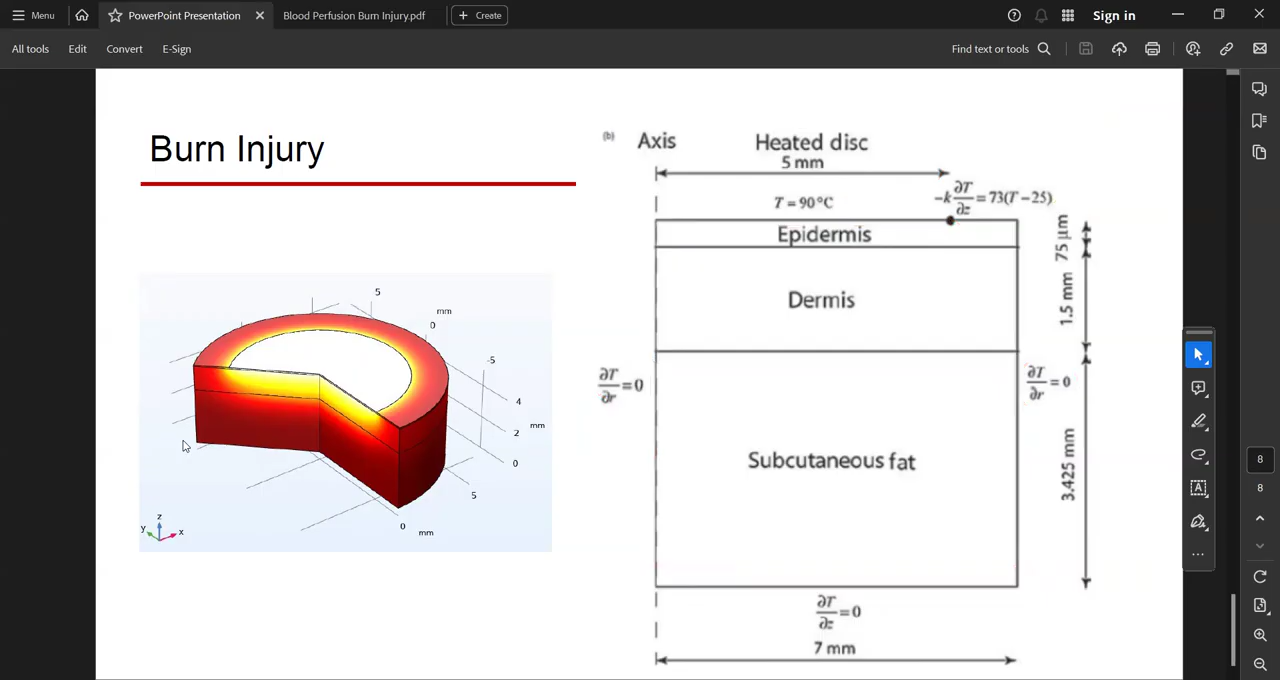 Menu
PowerPoint Presentation
Blood Perfusion Burn Injury.pdf
Create
Sign in
All tools
Edit
Convert
E-Sign
Find text or tools
Burn Injury
(b)
Axis
Heated disc
5 mm
T = 90 °C
-k ∂T/∂z = 73(T − 25)
Epidermis
75 μm
Dermis
1.5 mm
∂T/∂r = 0
∂T/∂r = 0
Subcutaneous fat
3.425 mm
∂T/∂z = 0
7 mm
5
mm
0
-5
4
mm
2
0
5
0
mm
z
y
x
8
8